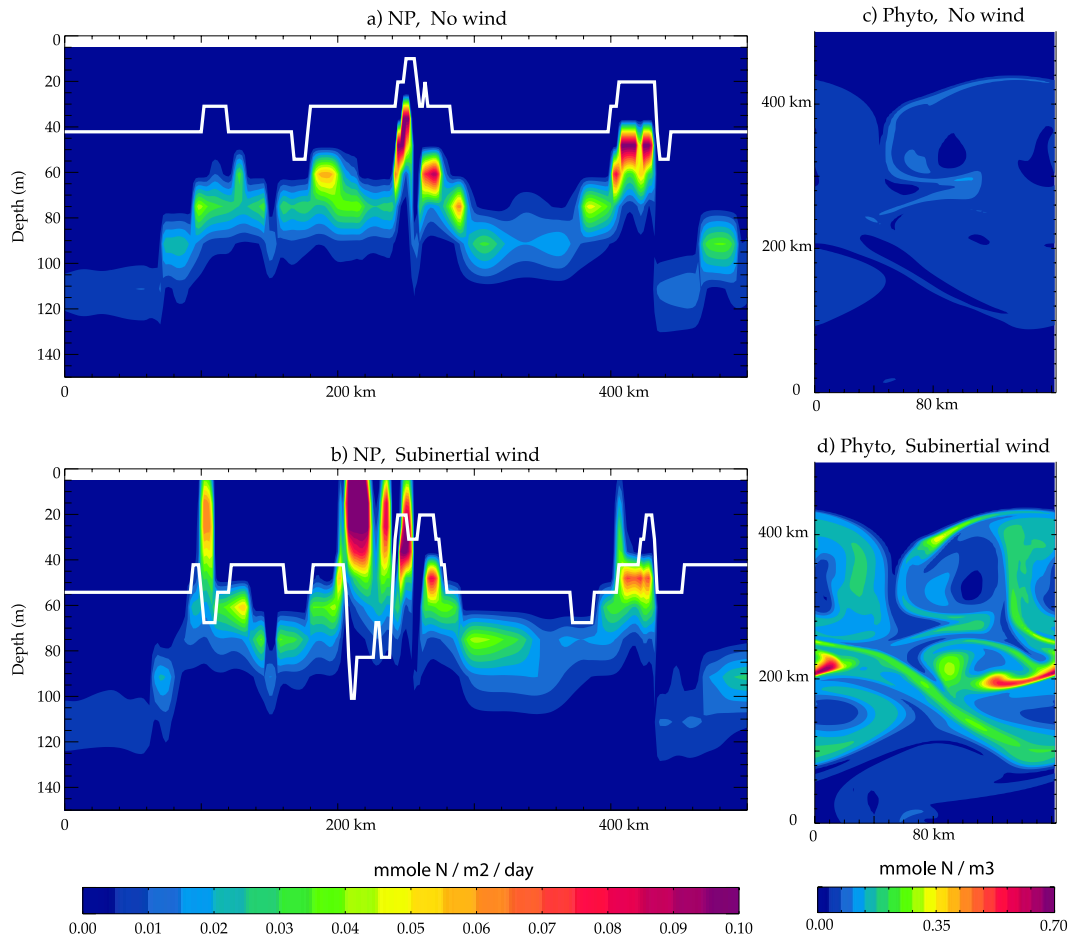 a) NP, No wind
0
20
40
60
80
100
120
140
Depth (m)
0
200 km
400 km
c) Phyto, No wind
400 km
200 km
0
0
80 km
b) NP, Subinertial wind
0
20
40
60
80
100
120
140
Depth (m)
0
200 km
400 km
d) Phyto, Subinertial wind
400 km
200 km
0
0
80 km
mmole N / m2 / day
0.00 0.01 0.02 0.03 0.04 0.05 0.06 0.07 0.08 0.09 0.10
mmole N / m3
0.00 0.35 0.70